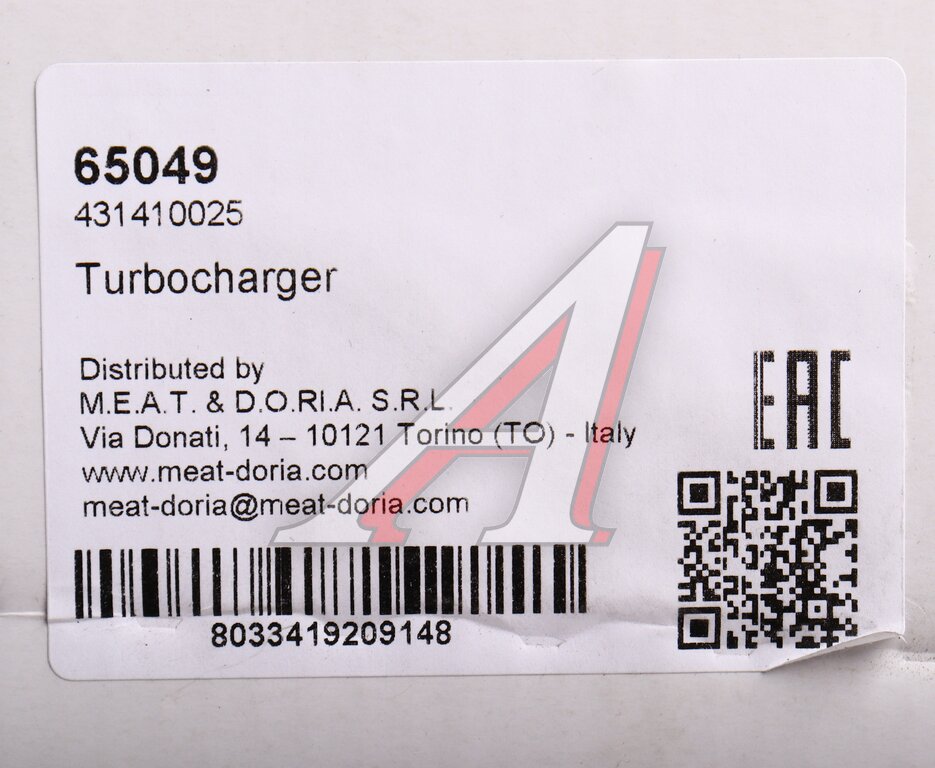 65049
431410025
Turbocharger
Distributed by
M.E.A.T. & D.O.RI.A. S.R.L.
Via Donati, 14 – 10121 Torino (TO) - Italy
www.meat-doria.com
meat-doria@meat-doria.com
EAC
8033419209148
A